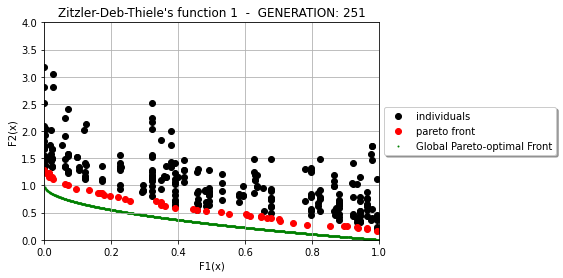 Zitzler-Deb-Thiele's function 1 - GENERATION: 251
4.0
3.5
3.0
2.5
2.0
1.5
1.0
0.5
0.0
F2(x)
0.0 0.2 0.4 0.6 0.8 1.0
F1(x)
individuals
pareto front
Global Pareto-optimal Front